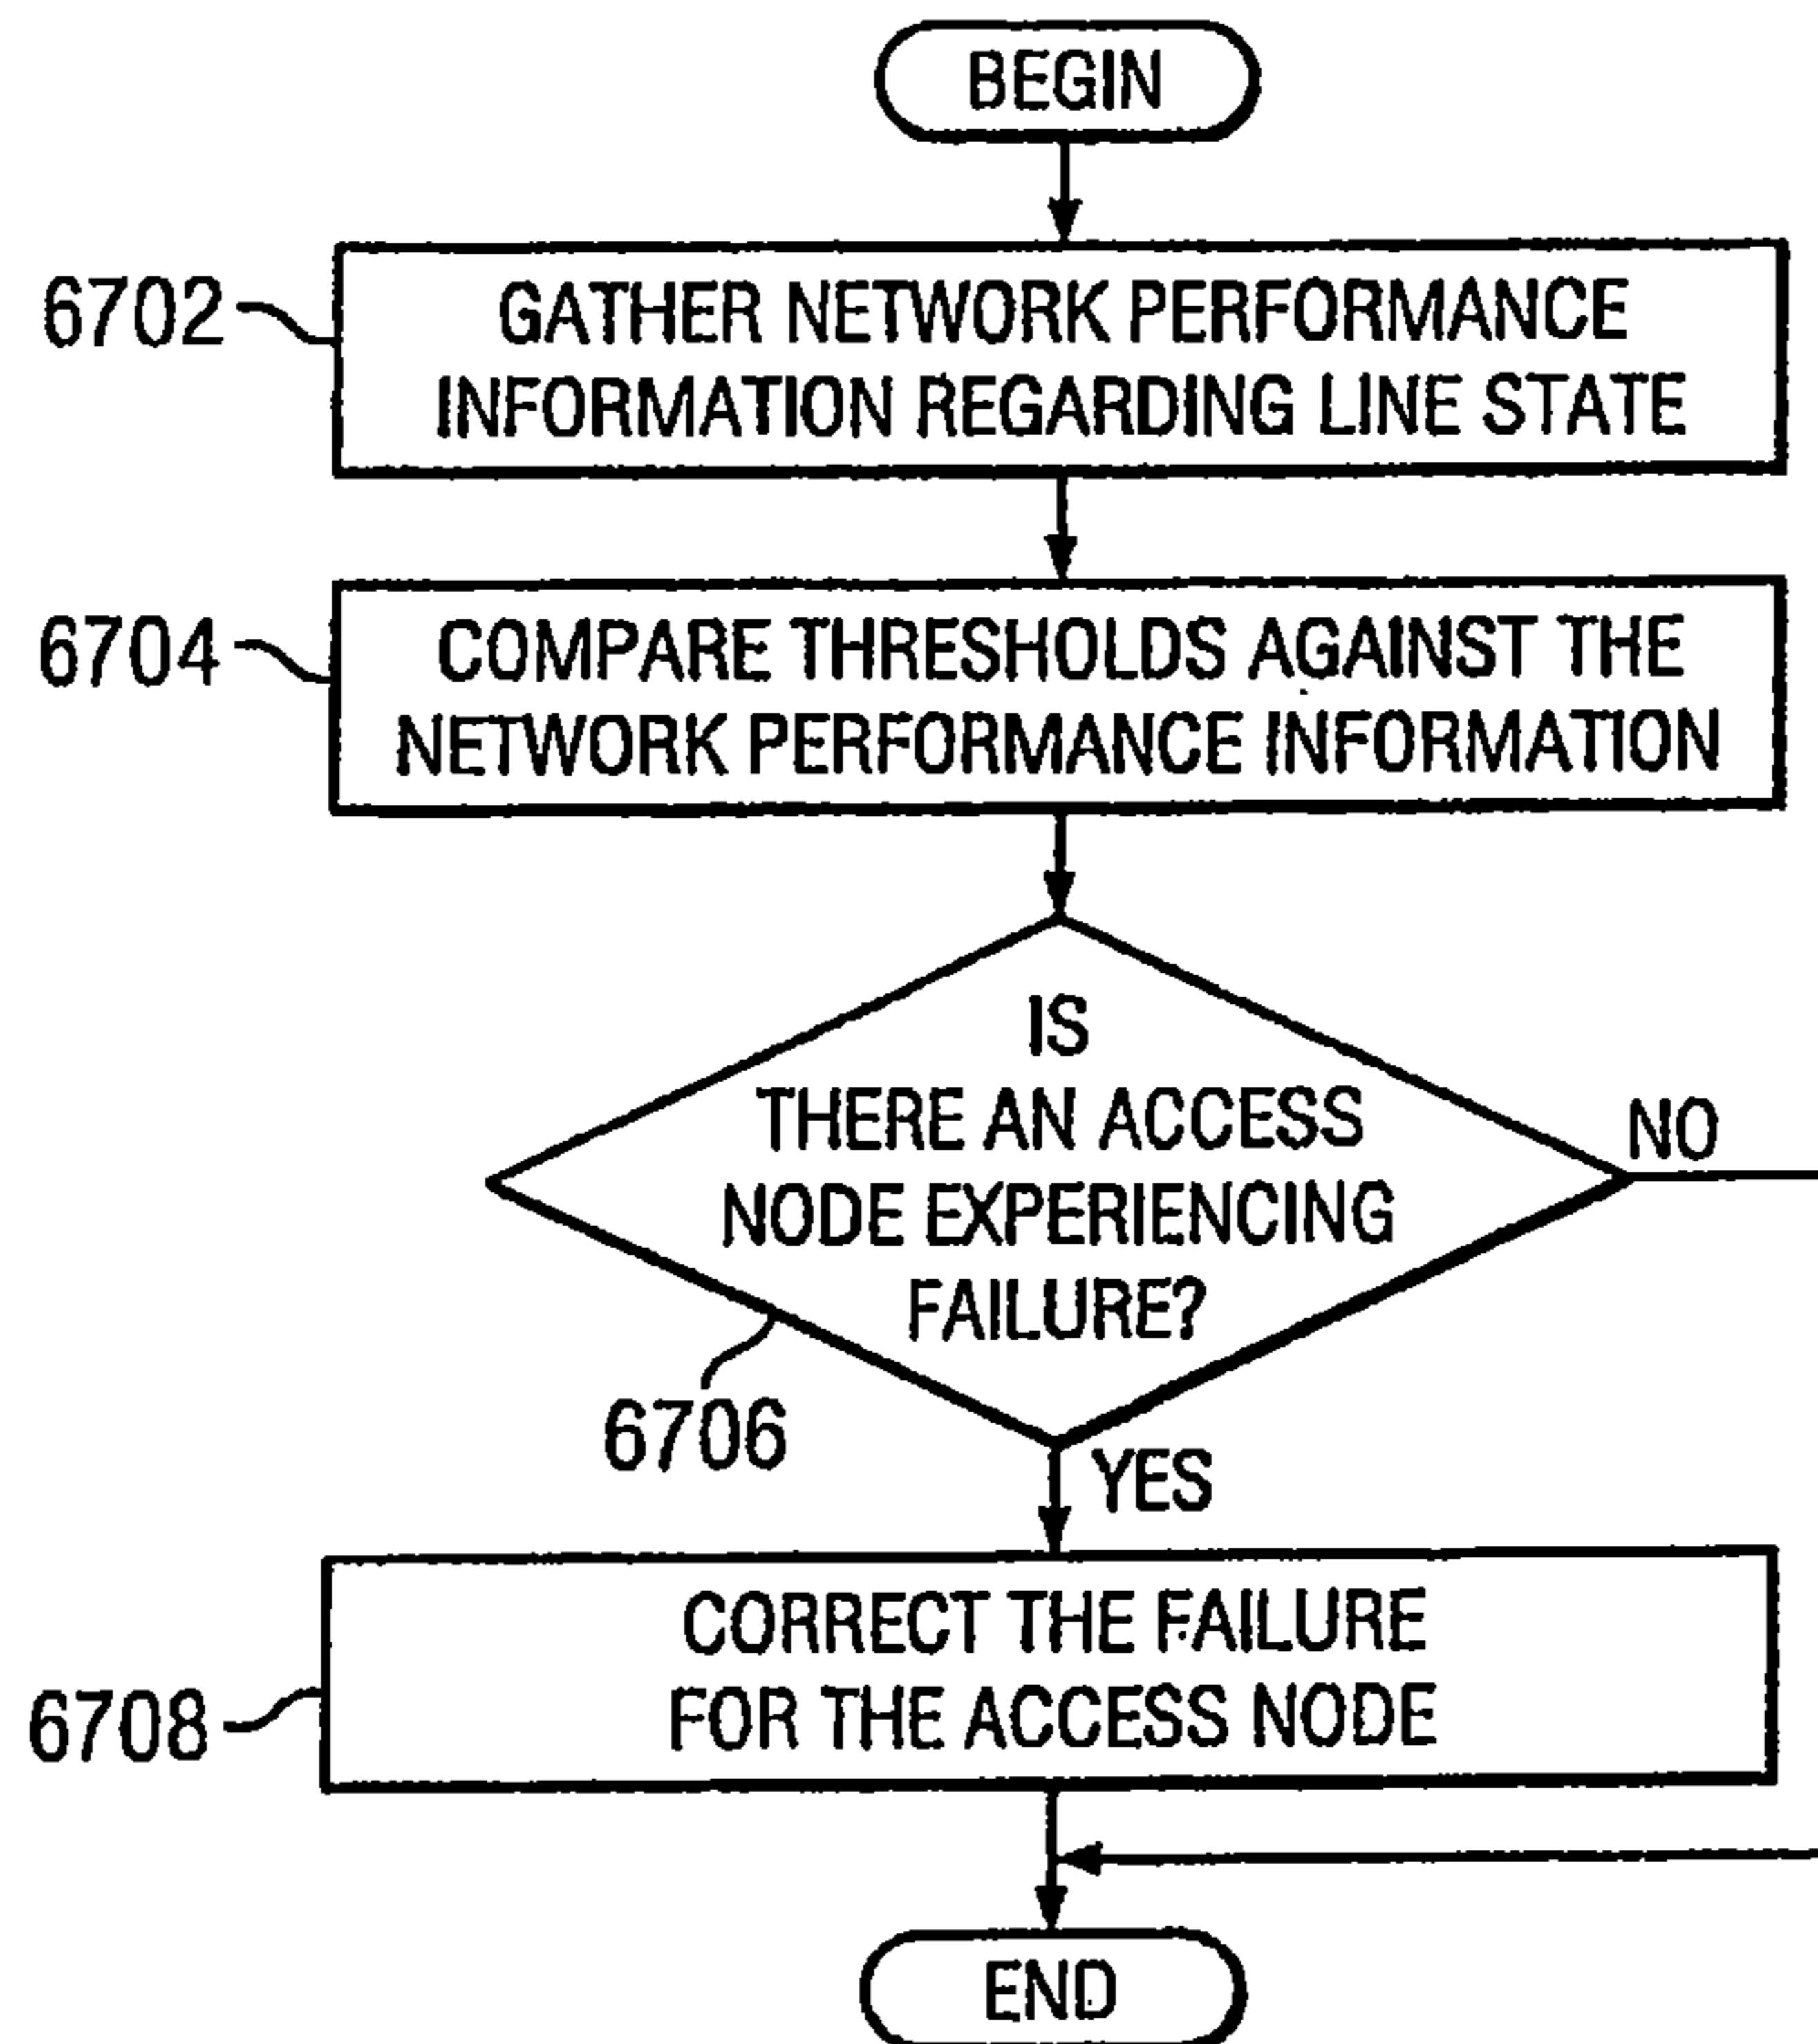 BEGIN
6702
GATHER NETWORK PERFORMANCE
INFORMATION REGARDING LINE STATE
6704
COMPARE THRESHOLDS AGAINST THE
NETWORK PERFORMANCE INFORMATION
IS
THERE AN ACCESS
NODE EXPERIENCING
FAILURE?
NO
6706
YES
CORRECT THE FAILURE
FOR THE ACCESS NODE
6708
END